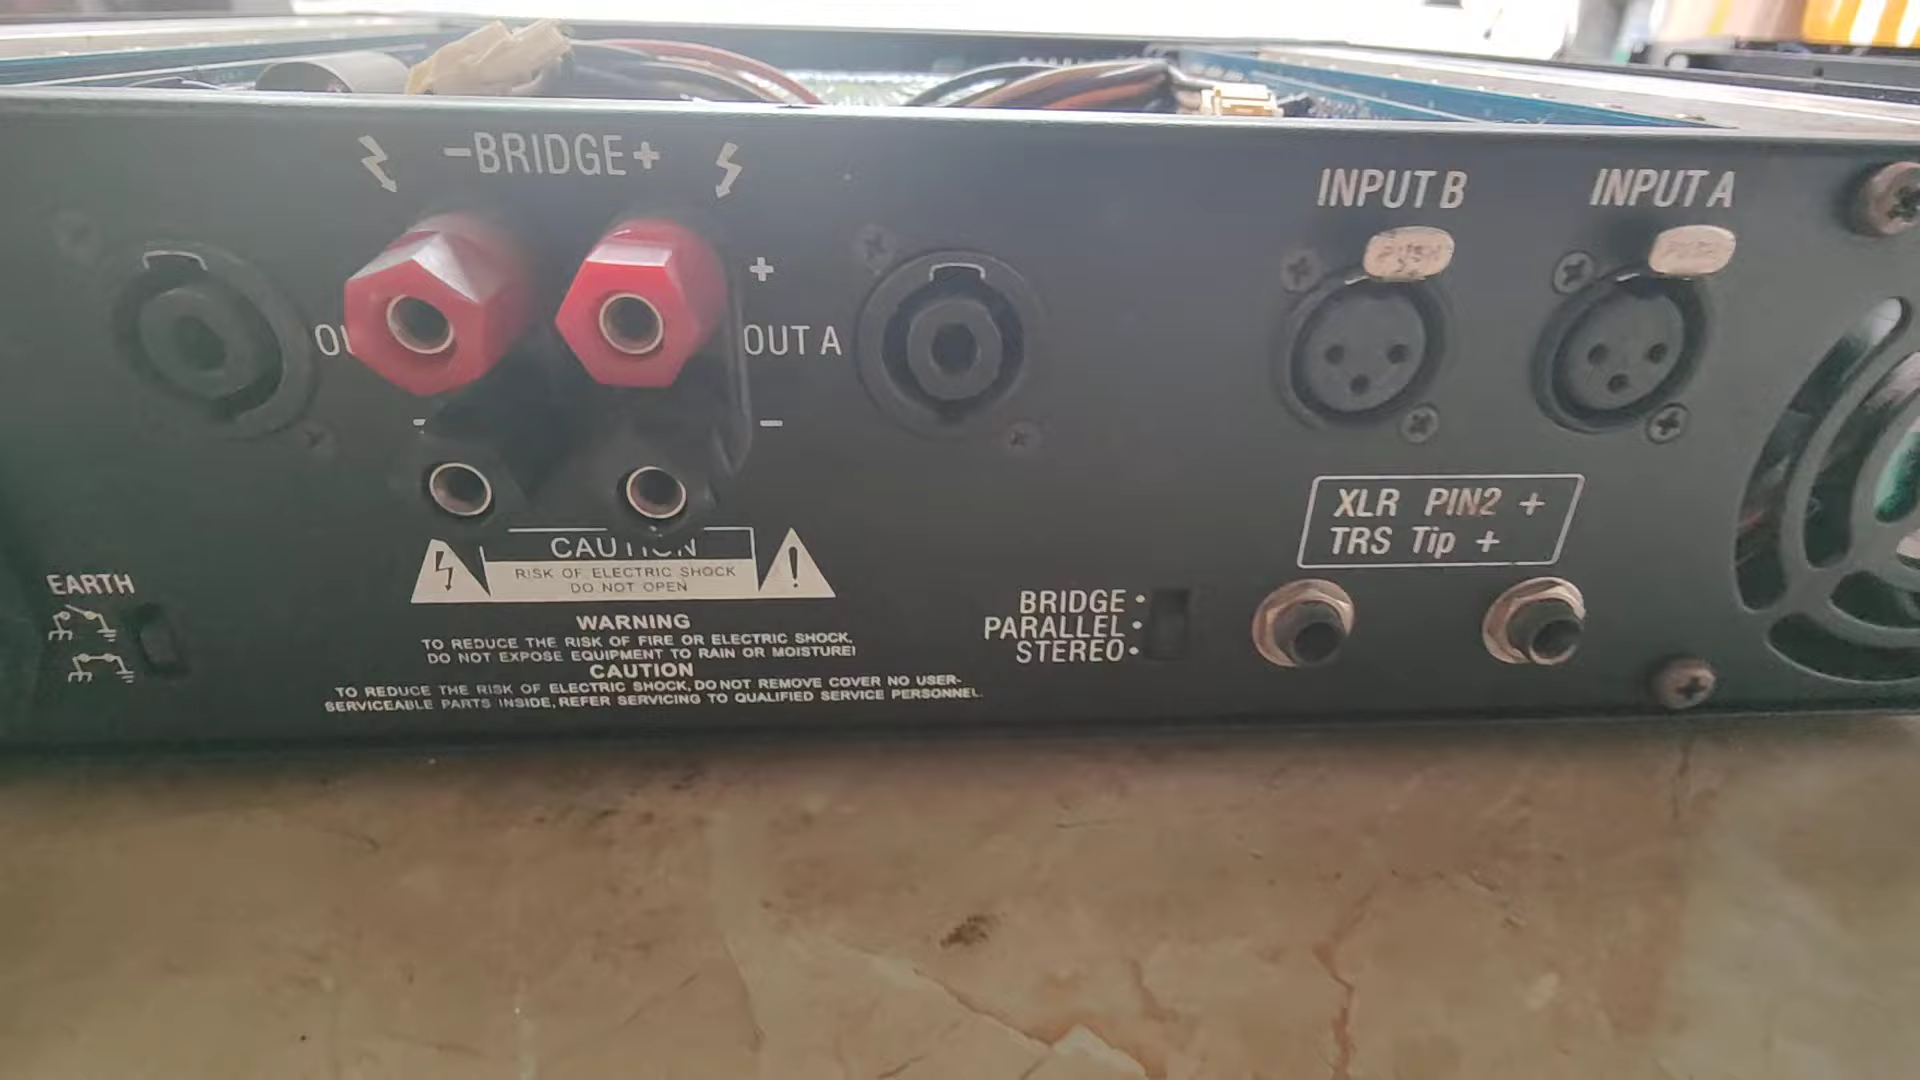 -BRIDGE+
INPUT B
INPUT A
PUSH
+
OUT A
-
-
XLR PIN2 +
TRS Tip +
CAUTION
RISK OF ELECTRIC SHOCK
DO NOT OPEN
EARTH
WARNING
TO REDUCE THE RISK OF FIRE OR ELECTRIC SHOCK,
DO NOT EXPOSE EQUIPMENT TO RAIN OR MOISTURE!
CAUTION
TO REDUCE THE RISK OF ELECTRIC SHOCK, DO NOT REMOVE COVER NO USER-
SERVICEABLE PARTS INSIDE, REFER SERVICING TO QUALIFIED SERVICE PERSONNEL.
BRIDGE
PARALLEL
STEREO